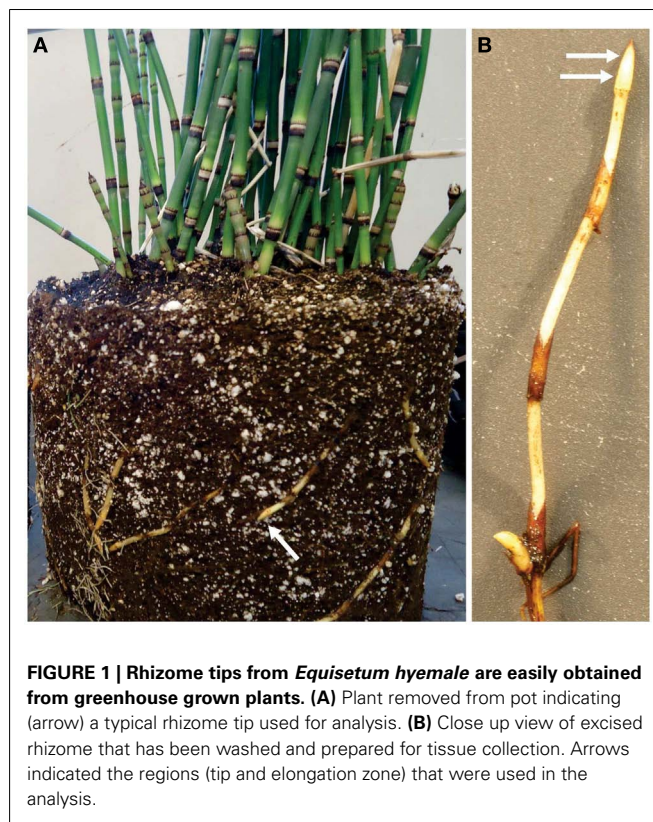 A
B
FIGURE 1 | Rhizome tips from Equisetum hyemale are easily obtained
from greenhouse grown plants. (A) Plant removed from pot indicating
(arrow) a typical rhizome tip used for analysis. (B) Close up view of excised
rhizome that has been washed and prepared for tissue collection. Arrows
indicated the regions (tip and elongation zone) that were used in the
analysis.